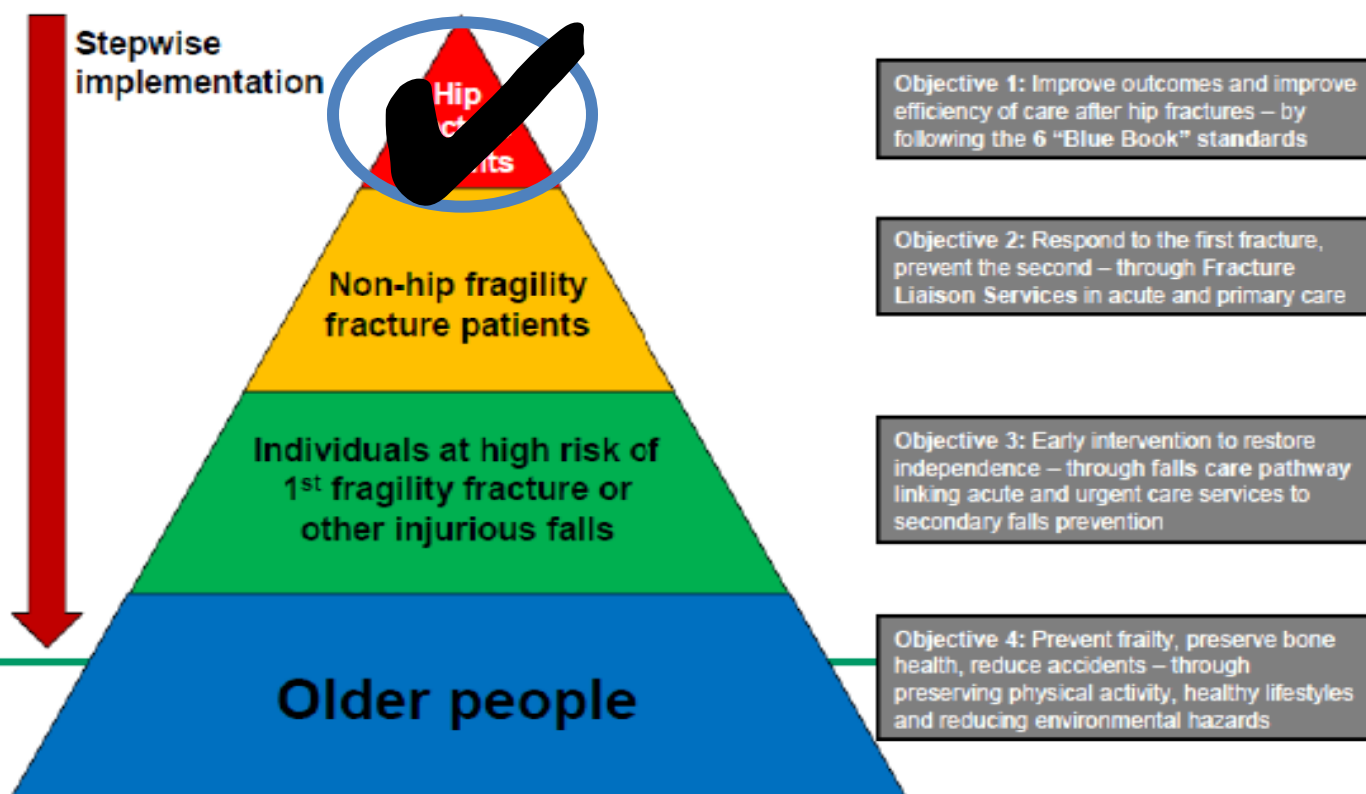 Stepwise
implementation
Hip
Non-hip fragility
fracture patients
Individuals at high risk of
1st fragility fracture or
other injurious falls
Older people
Objective 1: Improve outcomes and improve
efficiency of care after hip fractures – by
following the 6 “Blue Book” standards
Objective 2: Respond to the first fracture,
prevent the second – through Fracture
Liaison Services in acute and primary care
Objective 3: Early intervention to restore
independence – through falls care pathway
linking acute and urgent care services to
secondary falls prevention
Objective 4: Prevent frailty, preserve bone
health, reduce accidents – through
preserving physical activity, healthy lifestyles
and reducing environmental hazards